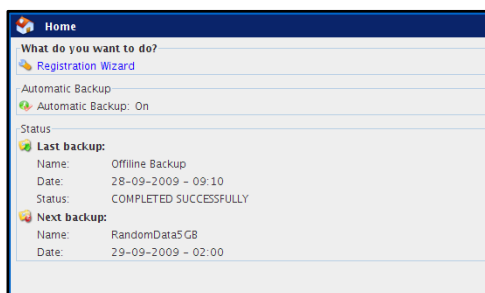 Home
What do you want to do?
Registration Wizard
Automatic Backup
Automatic Backup: On
Status
Last backup:
Name: Offiline Backup
Date: 28-09-2009 - 09:10
Status: COMPLETED SUCCESSFULLY
Next backup:
Name: RandomData5GB
Date: 29-09-2009 - 02:00